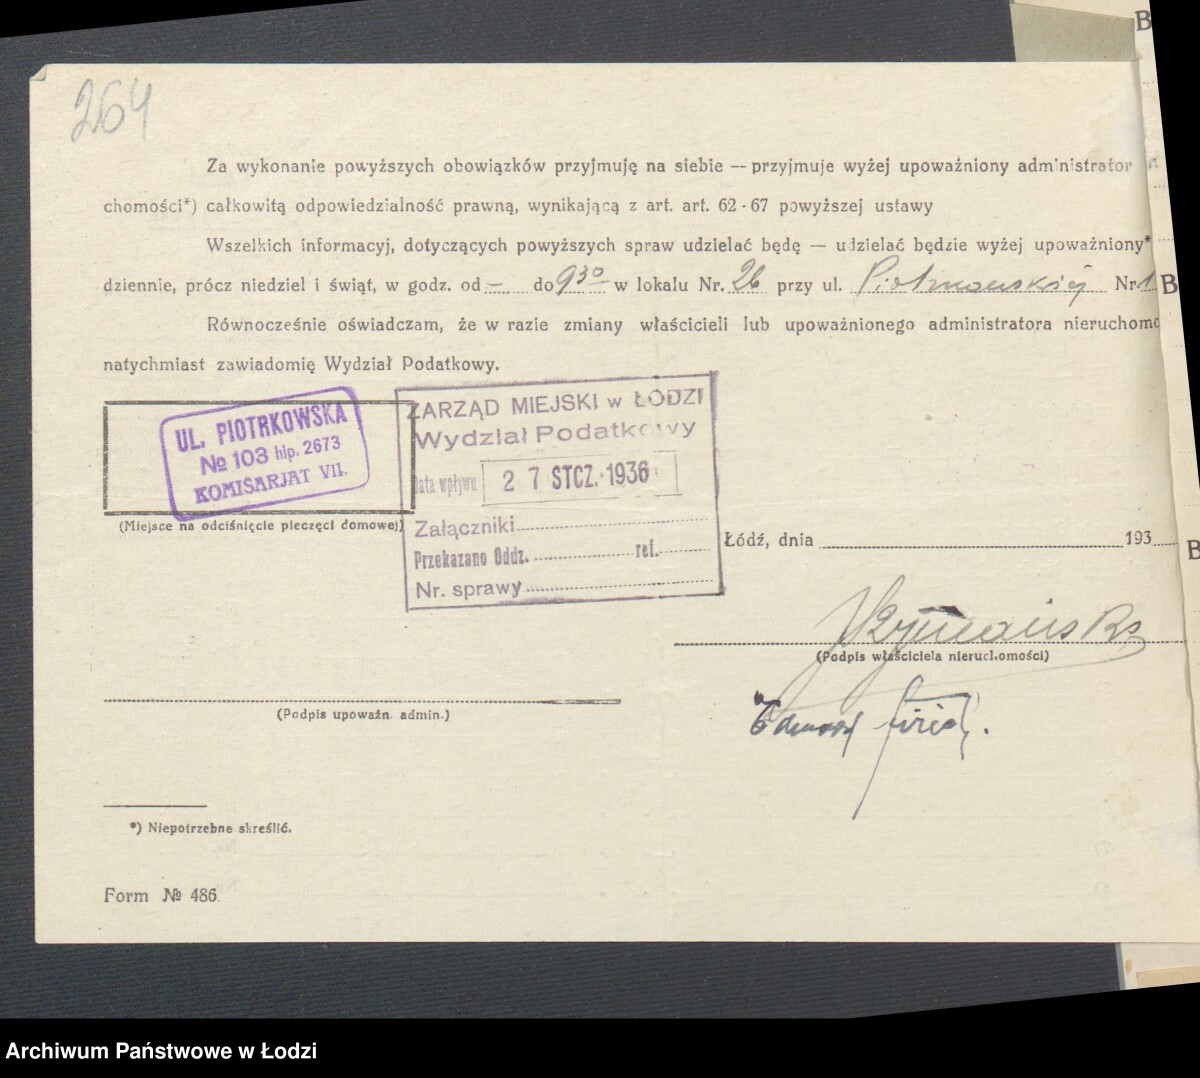 264
Za wykonanie powyższych obowiązków przyjmuję na siebie — przyjmuje wyżej upoważniony administrator
chomości*) całkowitą odpowiedzialność prawną, wynikającą z art. art. 62 - 67 powyższej ustawy
Wszelkich informacyj, dotyczących powyższych spraw udzielać będę — udzielać będzie wyżej upoważniony*
dziennie, prócz niedziel i świąt, w godz. od - do 9 30 w lokalu Nr. 26 przy ul. Piotrkowskiej Nr 1
Równocześnie oświadczam, że w razie zmiany właścicieli lub upoważnionego administratora nieruchomo
natychmiast zawiadomię Wydział Podatkowy.
UL. PIOTRKOWSKA
№ 103 hip. 2673
KOMISARJAT VII.
(Miejsce na odciśnięcie pieczęci domowej)
ZARZĄD MIEJSKI w ŁODZI
Wydział Podatkowy
Data wpływu 27 STCZ. 1936
Załączniki
Przekazano Oddz. ref.
Nr. sprawy
Łódź, dnia 193
(Podpis właściciela nieruchomości)
(Podpis upoważn. admin.)
*) Niepotrzebne skreślić.
Form № 486.
B
B
B
Archiwum Państwowe w Łodzi